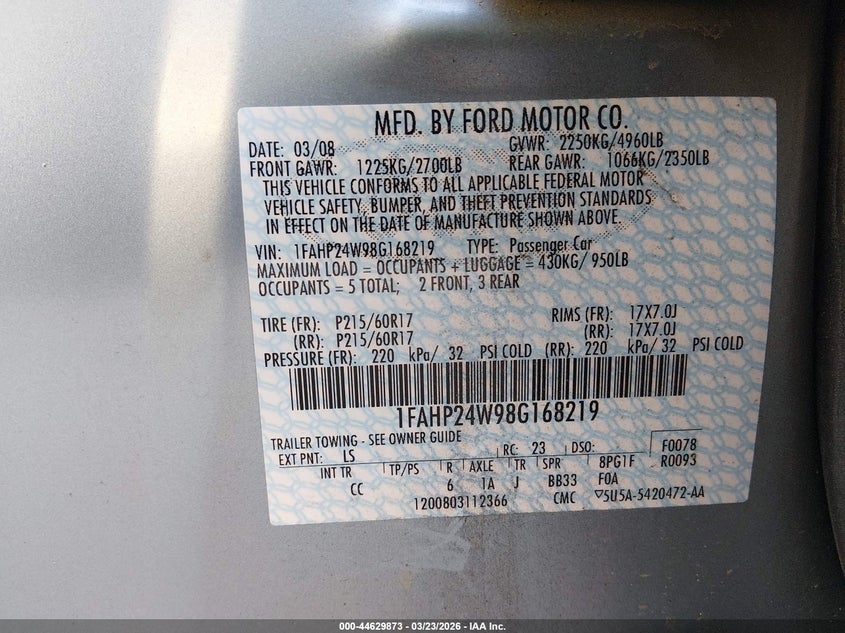 MFD. BY FORD MOTOR CO.
DATE: 03/08 GVWR: 2250KG/4960LB
FRONT GAWR: 1225KG/2700LB REAR GAWR: 1066KG/2350LB
THIS VEHICLE CONFORMS TO ALL APPLICABLE FEDERAL MOTOR
VEHICLE SAFETY, BUMPER, AND THEFT PREVENTION STANDARDS
IN EFFECT ON THE DATE OF MANUFACTURE SHOWN ABOVE.
VIN: 1FAHP24W98G168219 TYPE: Passenger Car
MAXIMUM LOAD = OCCUPANTS + LUGGAGE = 430KG/ 950LB
OCCUPANTS = 5 TOTAL; 2 FRONT, 3 REAR
TIRE (FR): P215/60R17 RIMS (FR): 17X7.0J
(RR): P215/60R17 (RR): 17X7.0J
PRESSURE (FR): 220 kPa/ 32 PSI COLD (RR): 220 kPa/ 32 PSI COLD
1FAHP24W98G168219
TRAILER TOWING - SEE OWNER GUIDE
EXT PNT: LS RC: 23 DSO: F0078
INT TR TP/PS R AXLE TR SPR 8PG1F R0093
CC 6 1A J BB33 FOA
1200803112366 CMC ▽5U5A-5420472-AA
000-44629873 - 03/23/2026 - IAA Inc.